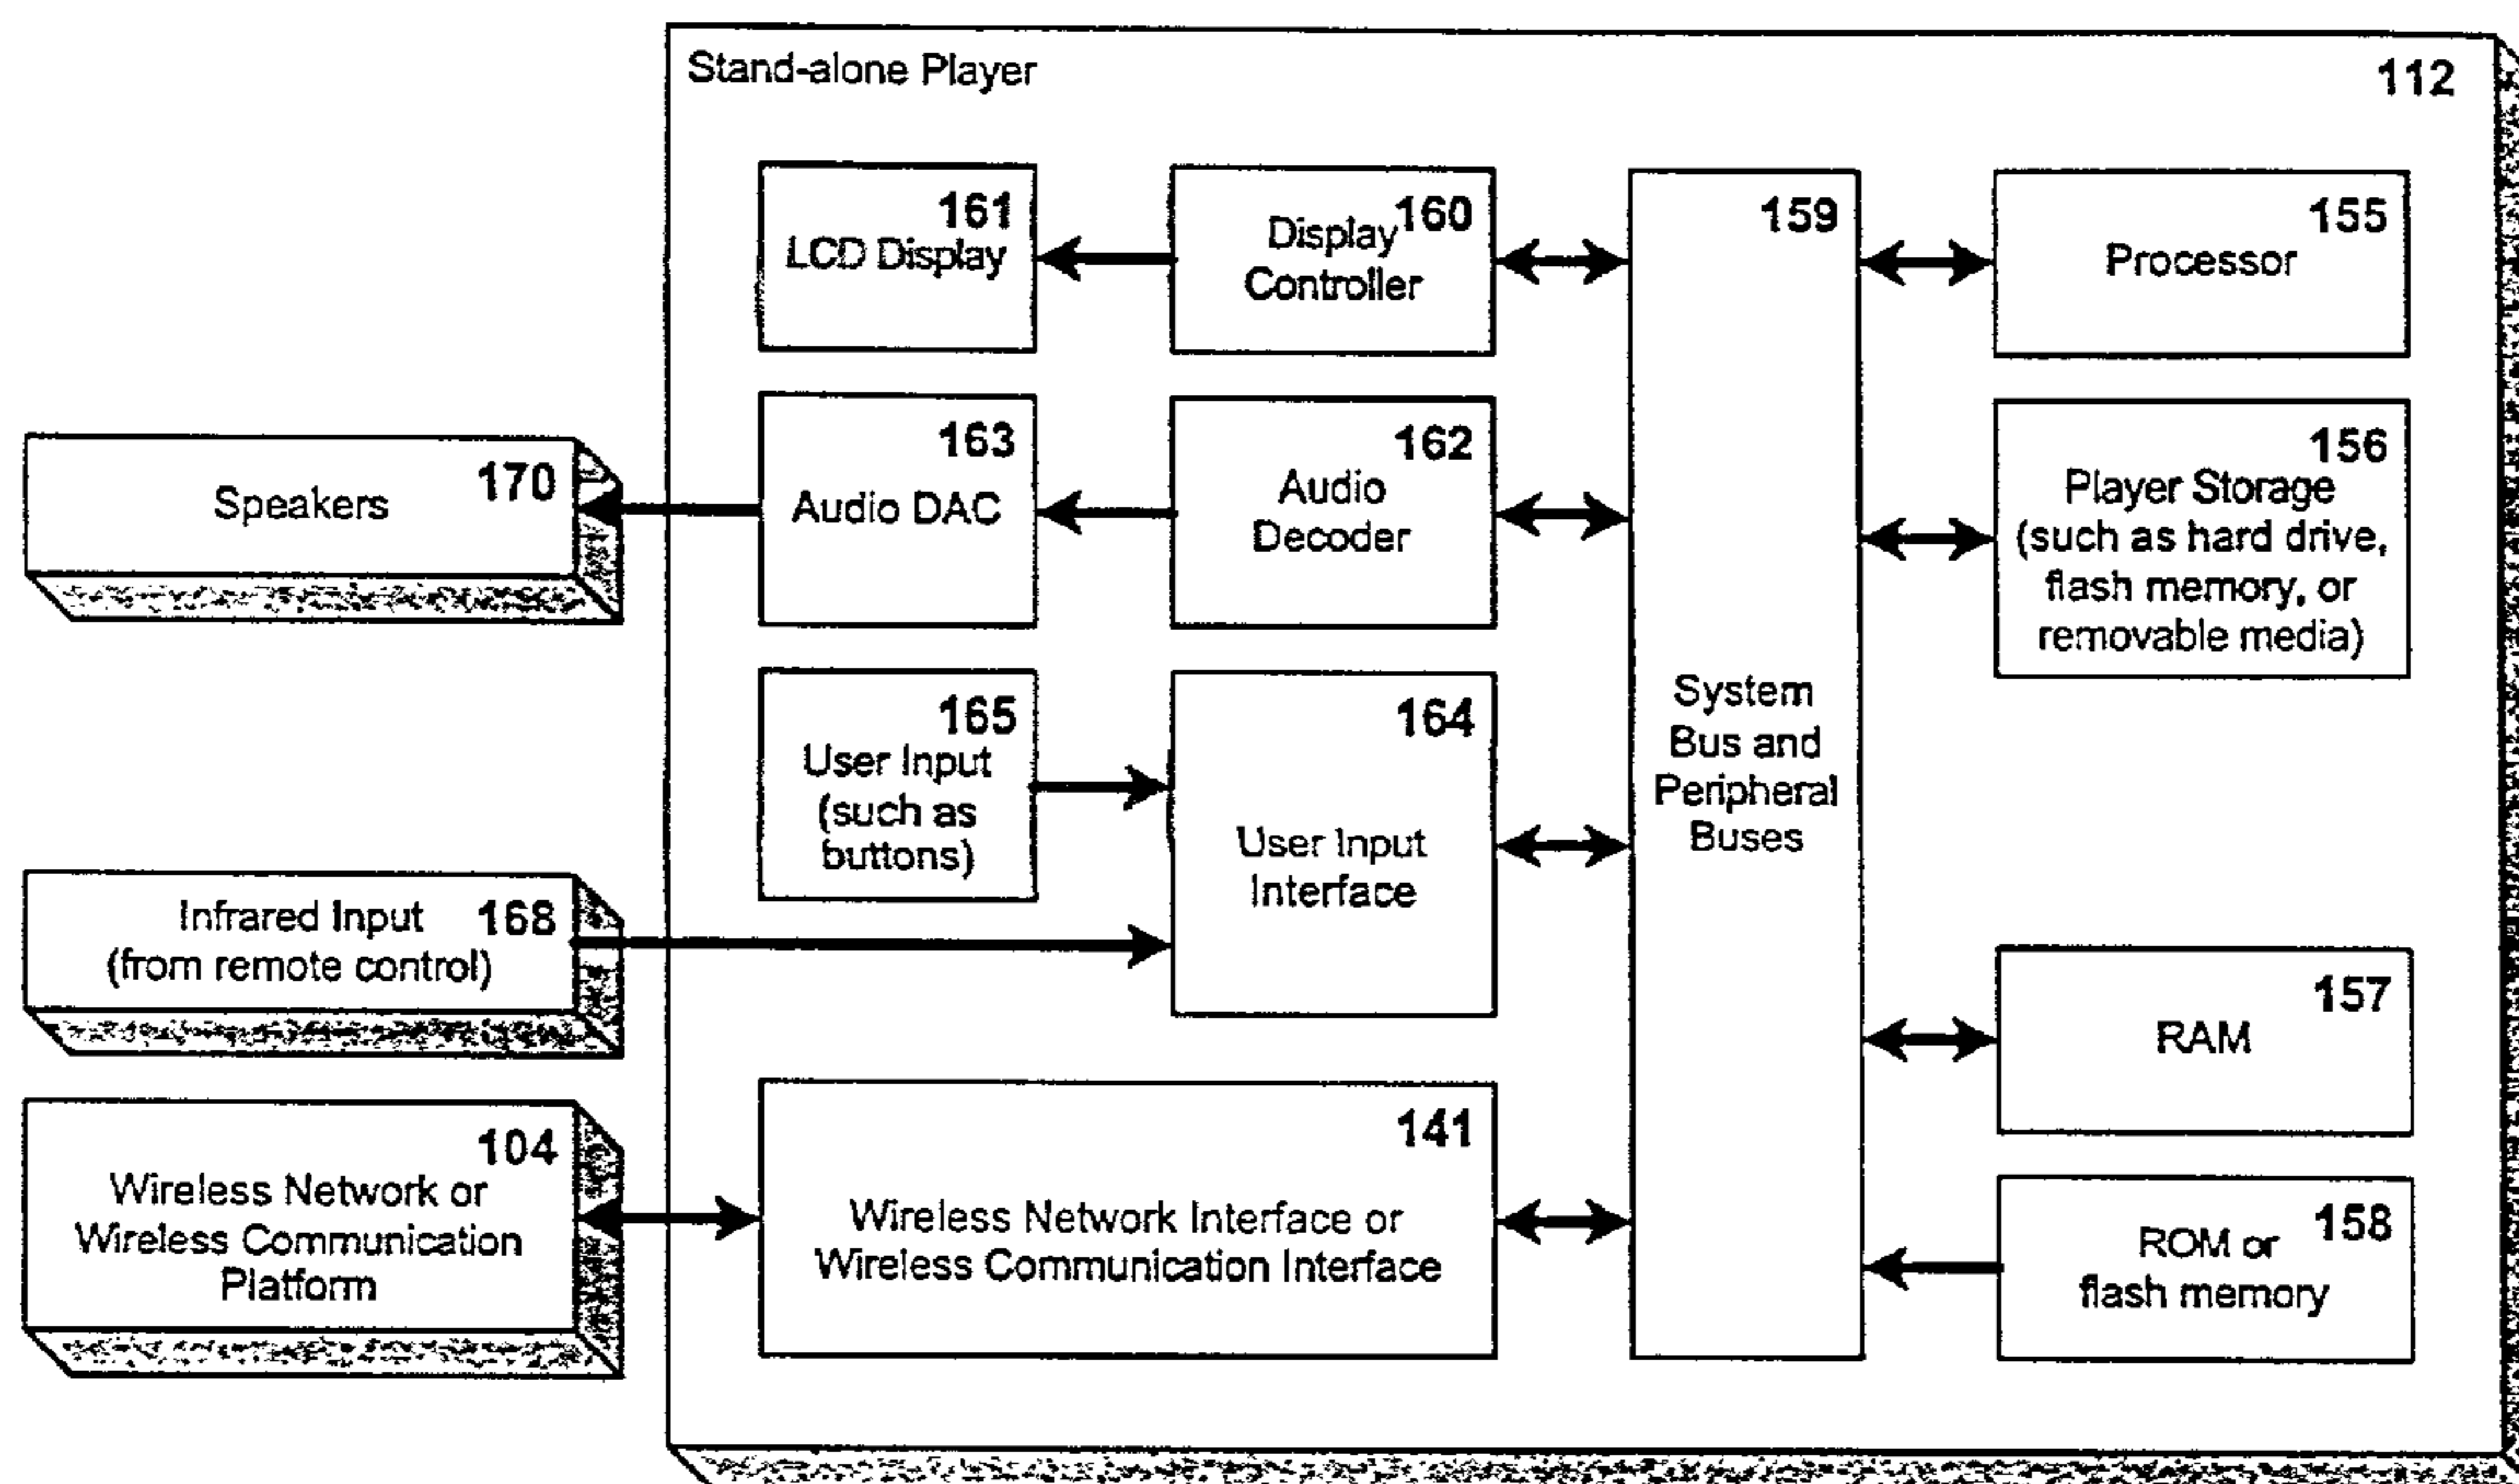 Stand-alone Player
112
161
LCD Display
160
Display
Controller
159
System
Bus and
Peripheral
Buses
155
Processor
163
Audio DAC
162
Audio
Decoder
156
Player Storage
(such as hard drive,
flash memory, or
removable media)
170
Speakers
165
User Input
(such as
buttons)
164
User Input
Interface
168
Infrared Input
(from remote control)
157
RAM
104
Wireless Network or
Wireless Communication
Platform
141
Wireless Network Interface or
Wireless Communication Interface
158
ROM or
flash memory